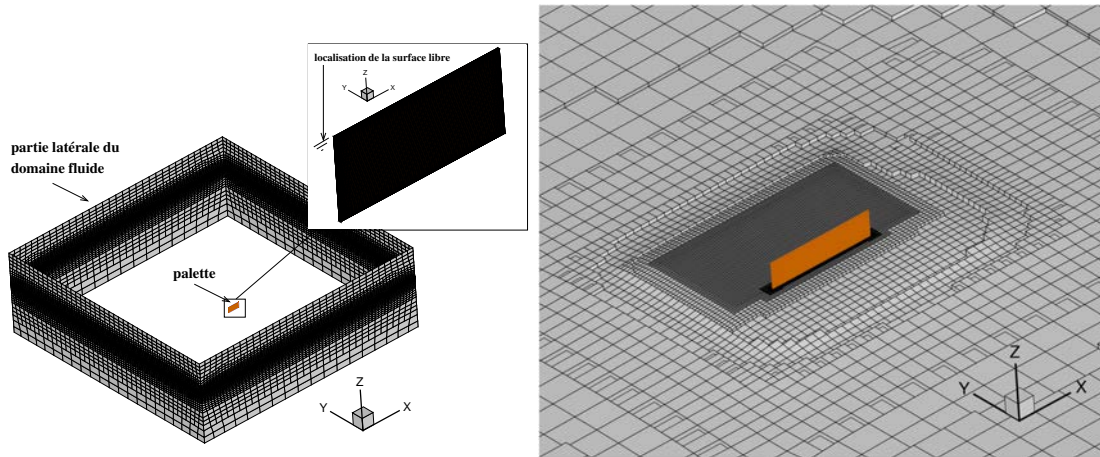 localisation de la surface libre
Z
Y
X
partie latérale du
domaine fluide
palette
Z
Y
X
Z
Y
X